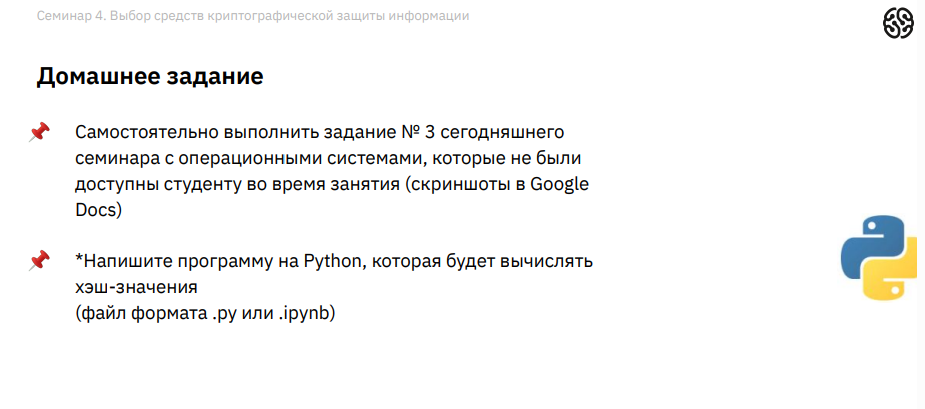 Семинар 4. Выбор средств криптографической защиты информации
Домашнее задание
Самостоятельно выполнить задание № 3 сегодняшнего
семинара с операционными системами, которые не были
доступны студенту во время занятия (скриншоты в Google
Docs)
*Напишите программу на Python, которая будет вычислять
хэш-значения
(файл формата .py или .ipynb)